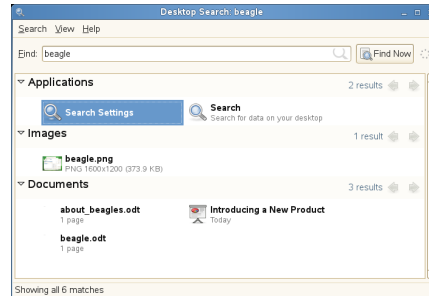 Desktop Search: beagle
Search View Help
Find: beagle Find Now
Applications 2 results
Search Settings
Search
Search for data on your desktop
Images 1 result
beagle.png
PNG 1600x1200 (373.9 KB)
Documents 3 results
about_beagles.odt
1 page
Introducing a New Product
Today
beagle.odt
1 page
Showing all 6 matches